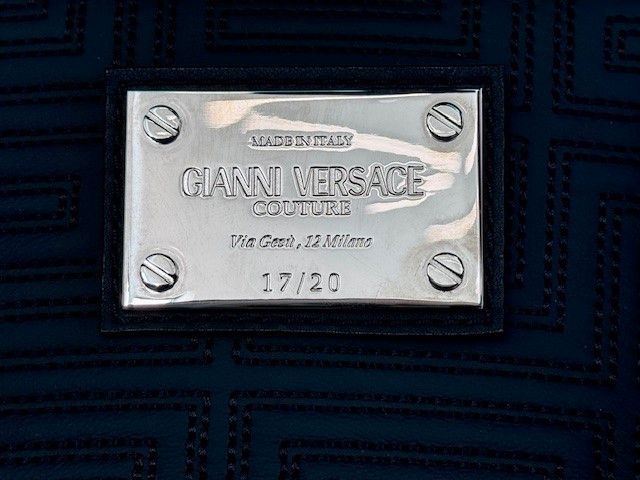 MADE IN ITALY
GIANNI VERSACE
COUTURE
Via Gesù, 12 Milano
17/20